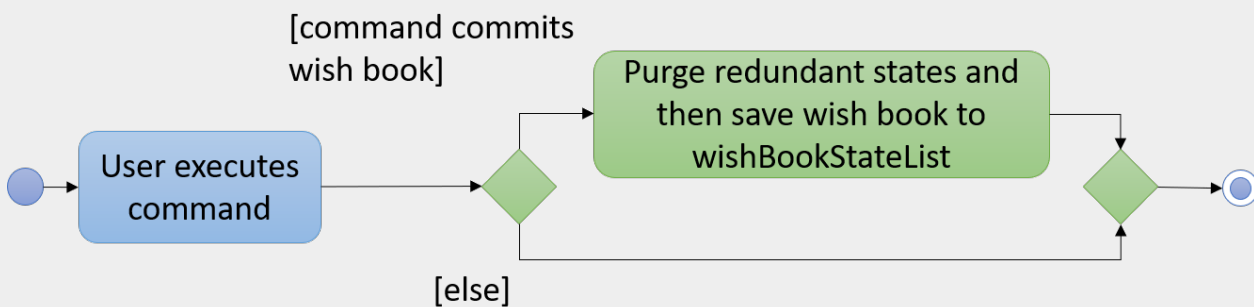 [command commits
wish book]
Purge redundant states and
then save wish book to
wishBookStateList
User executes
command
[else]